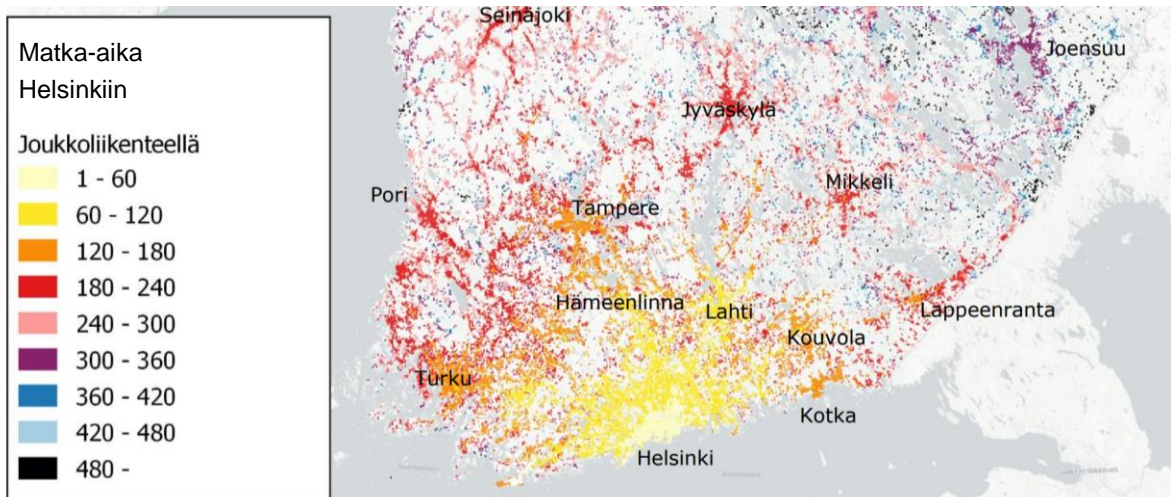 Matka-aika
Helsinkiin
Joukkoliikenteellä
1 - 60
60 - 120
120 - 180
180 - 240
240 - 300
300 - 360
360 - 420
420 - 480
480 -
Seinäjoki
Joensuu
Jyväskylä
Mikkeli
Pori
Tampere
Hämeenlinna
Lahti
Lappeenranta
Kouvola
Turku
Kotka
Helsinki